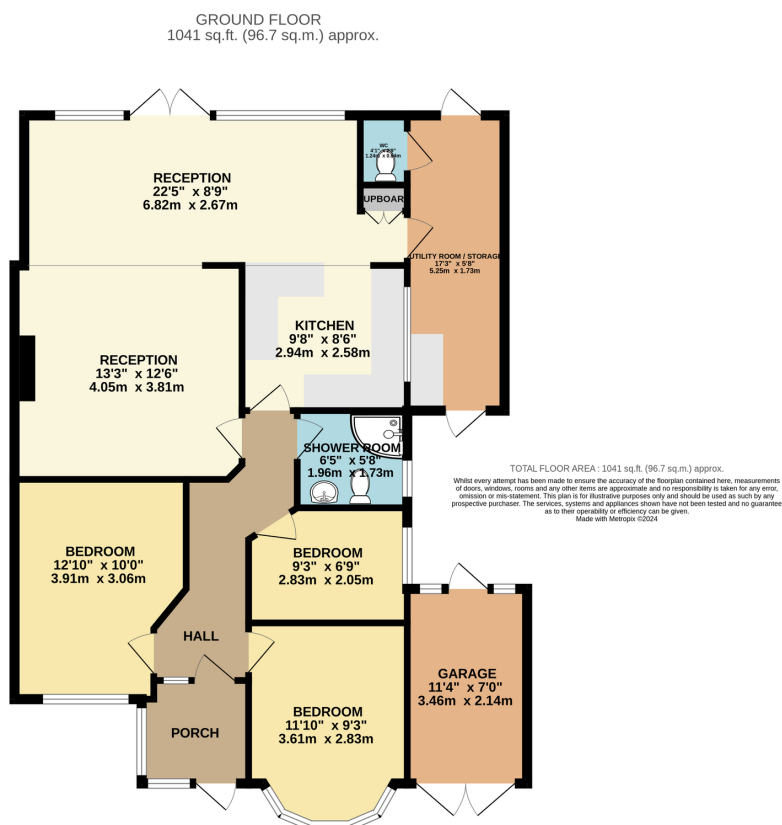 GROUND FLOOR
1041 sq.ft. (96.7 sq.m.) approx.
RECEPTION
22'5" x 8'9"
6.82m x 2.67m
WC
1.24m x
UPBOAR
UTILITY ROOM / STORAGE
17'3" x 5'8"
5.25m x 1.73m
KITCHEN
9'8" x 8'6"
2.94m x 2.58m
RECEPTION
13'3" x 12'6"
4.05m x 3.81m
SHOWER ROOM
6'5" x 5'8"
1.96m x 1.73m
BEDROOM
12'10" x 10'0"
3.91m x 3.06m
BEDROOM
9'3" x 6'9"
2.83m x 2.05m
HALL
GARAGE
11'4" x 7'0"
3.46m x 2.14m
PORCH
BEDROOM
11'10" x 9'3"
3.61m x 2.83m
TOTAL FLOOR AREA : 1041 sq.ft. (96.7 sq.m.) approx.
Whilst every attempt has been made to ensure the accuracy of the floorplan contained here, measurements
of doors, windows, rooms and any other items are approximate and no responsibility is taken for any error,
omission or mis-statement. This plan is for illustrative purposes only and should be used as such by any
prospective purchaser. The services, systems and appliances shown have not been tested and no guarantee
as to their operability or efficiency can be given.
Made with Metropix ©2024